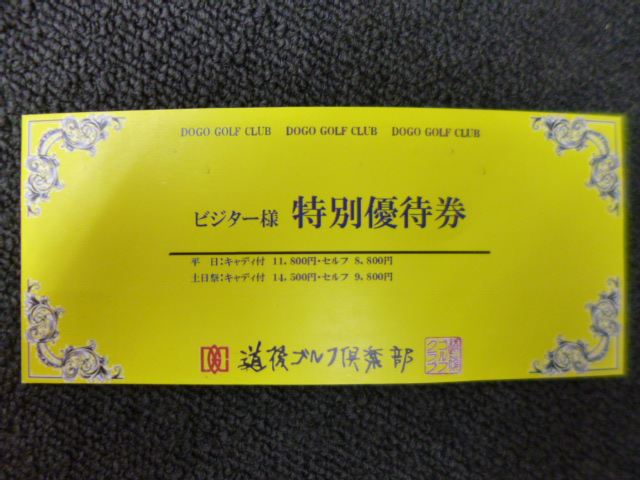 DOGO GOLF CLUB DOGO GOLF CLUB DOGO GOLF CLUB
ビジター様 特別優待券
平 日：キャディ付 11,800円・セルフ 8,800円
土日祭：キャディ付 14,500円・セルフ 9,800円
道後ゴルフ倶楽部